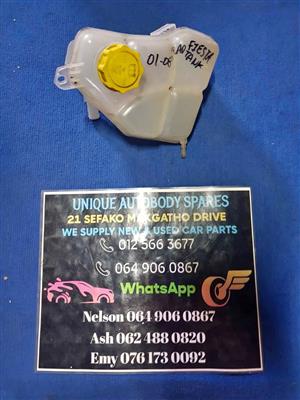 01-08
FIESTA
TANK
UNIQUE AUTOBODY SPARES
21 SEFAKO MAKGATHO DRIVE
WE SUPPLY NEW & USED CAR PARTS
012 566 3677
064 906 0867
WhatsApp
Nelson 064 906 0867
Ash 062 488 0820
Emy 076 173 0092